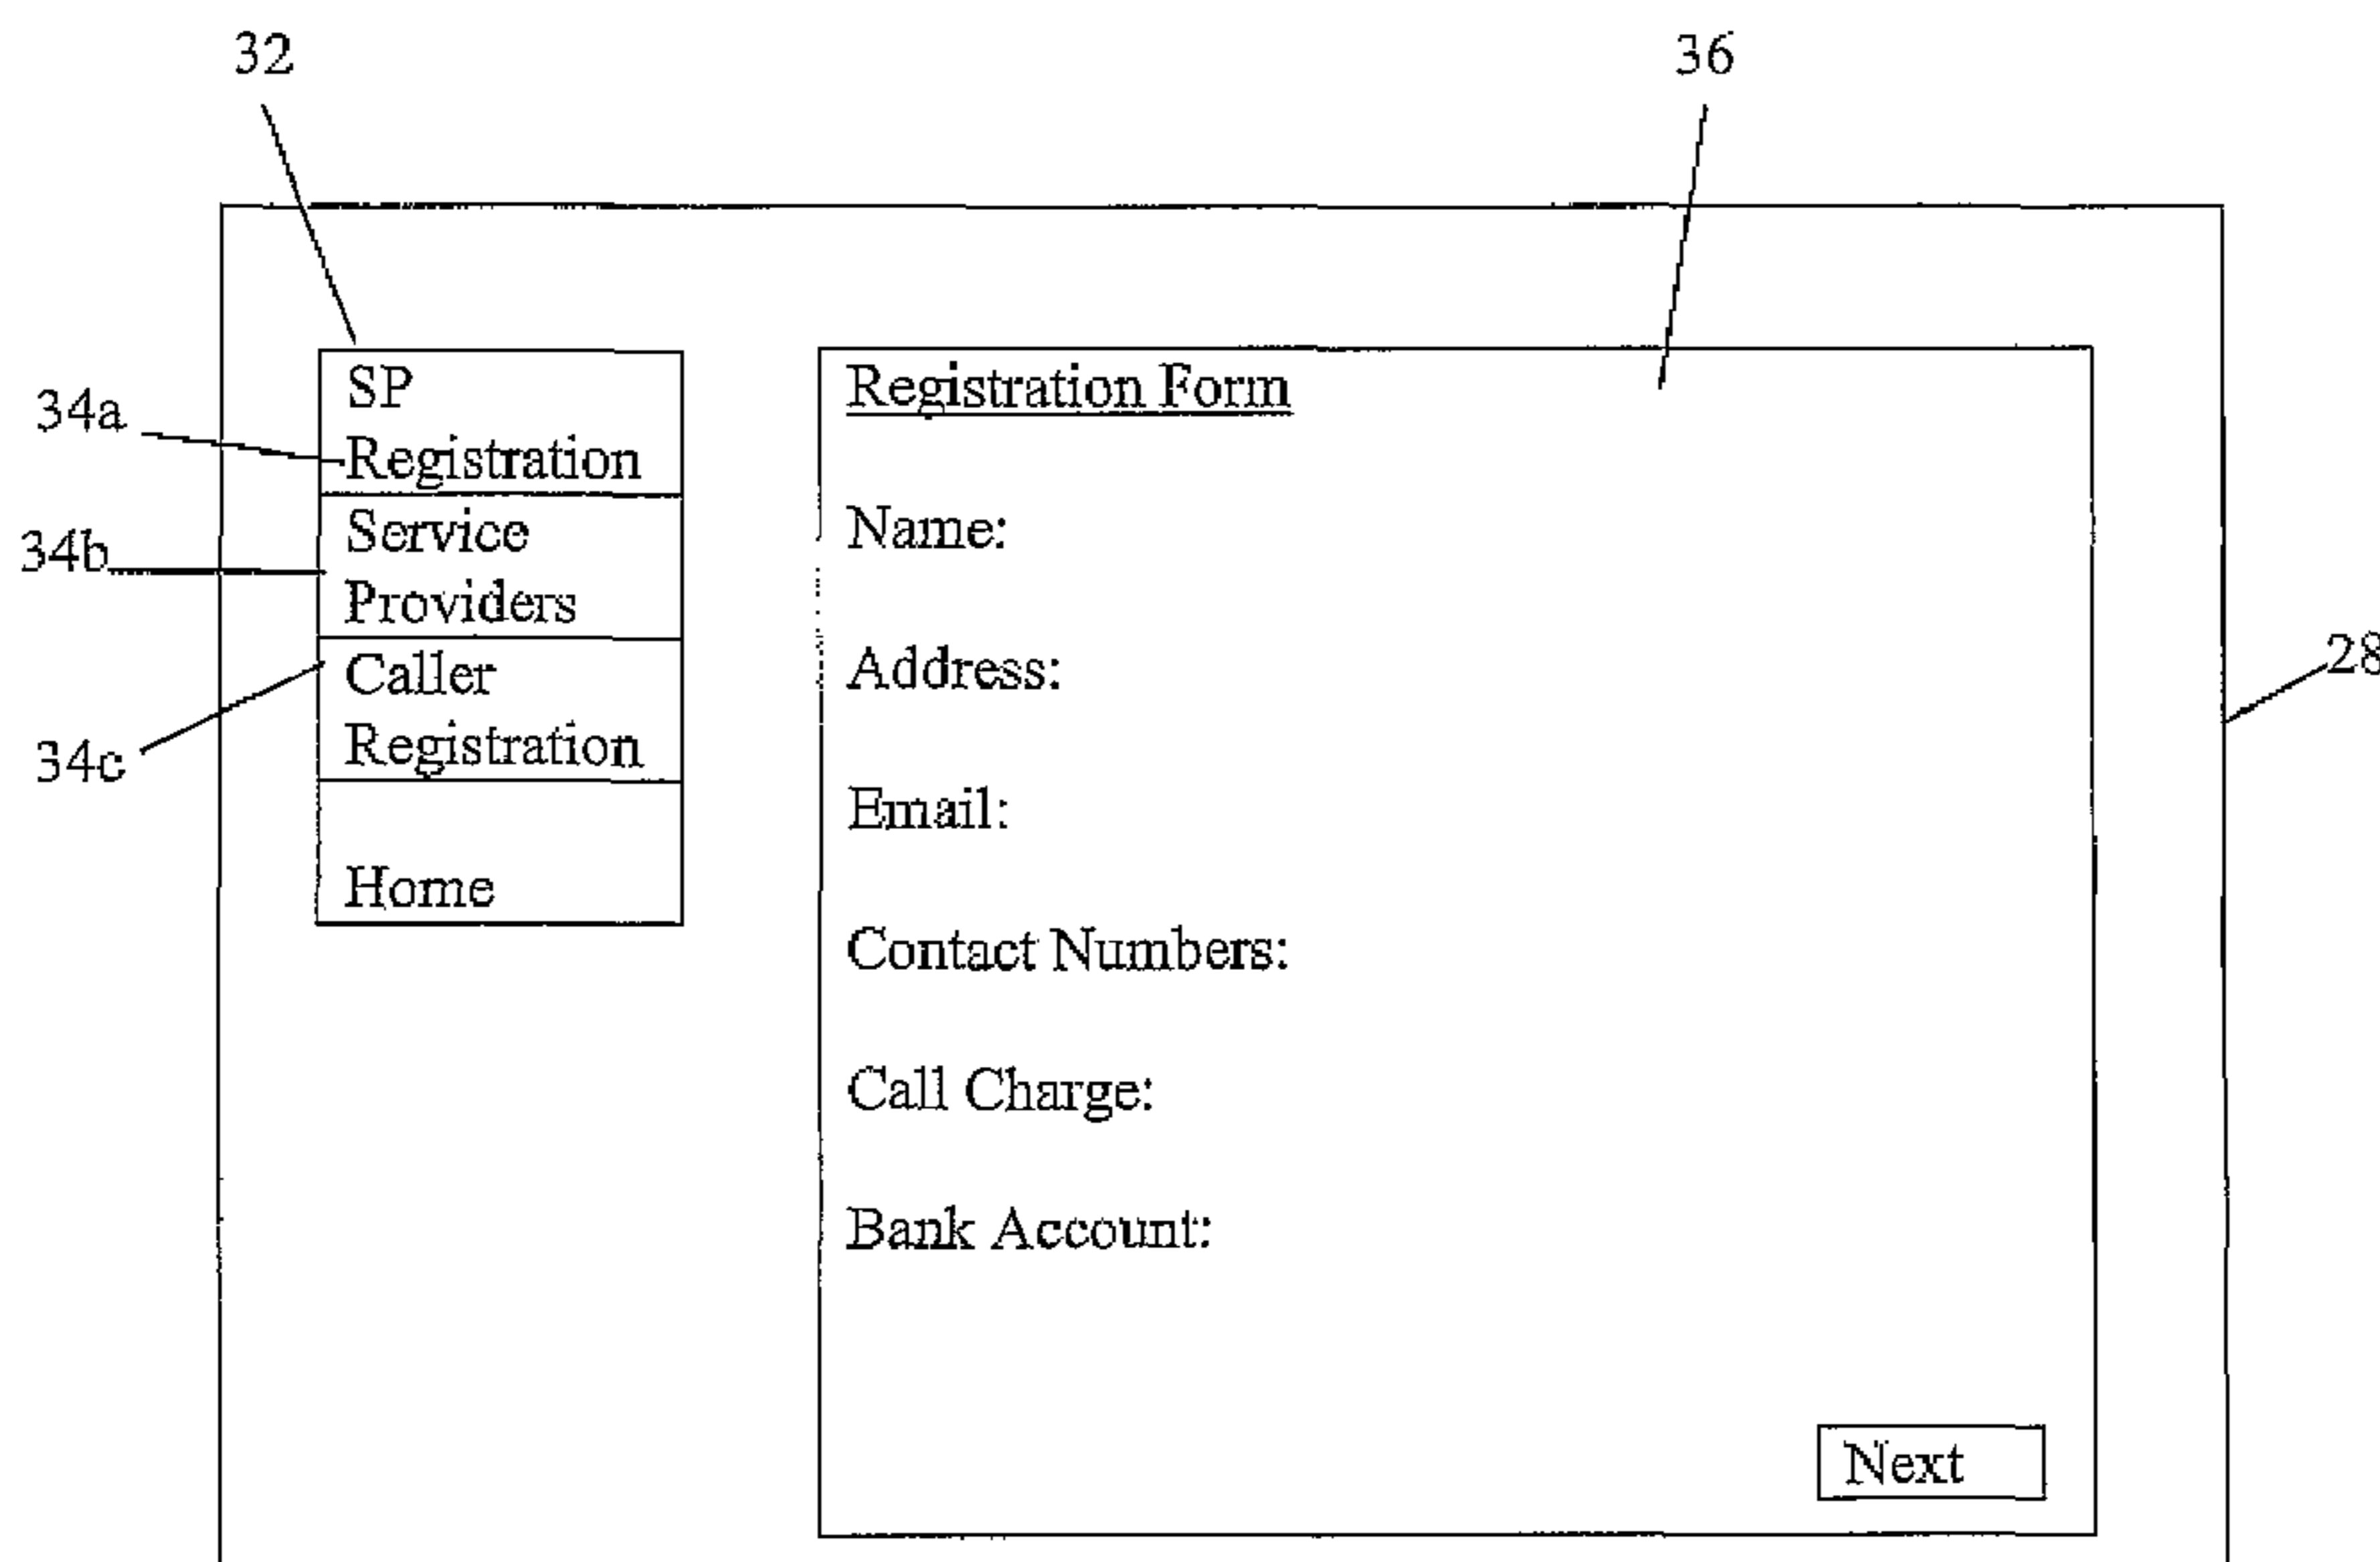 32
36
SP
Registration
34a
Service
Providers
34b
Caller
Registration
34c
Home
Registration Form
Name:
Address:
Email:
Contact Numbers:
Call Charge:
Bank Account:
Next
28